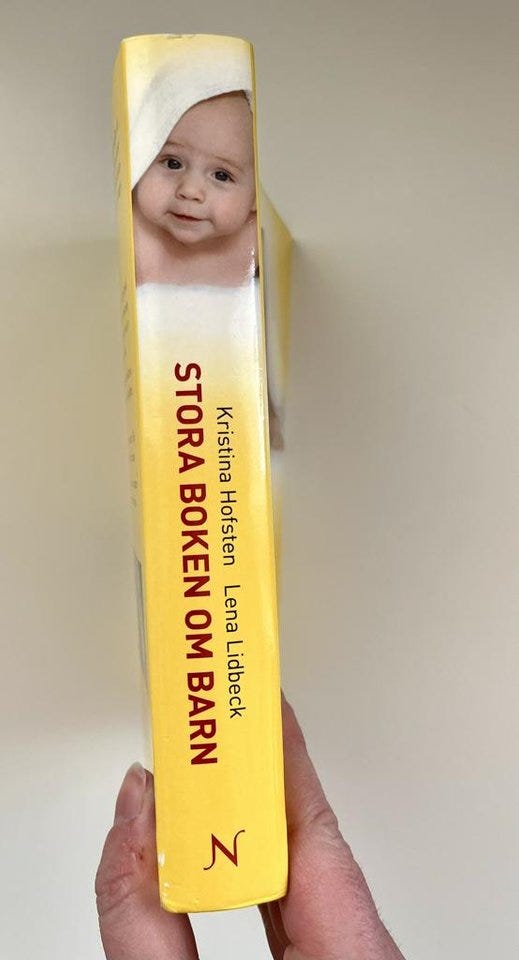 Kristina Hofsten Lena Lidbeck
STORA BOKEN OM BARN
Z